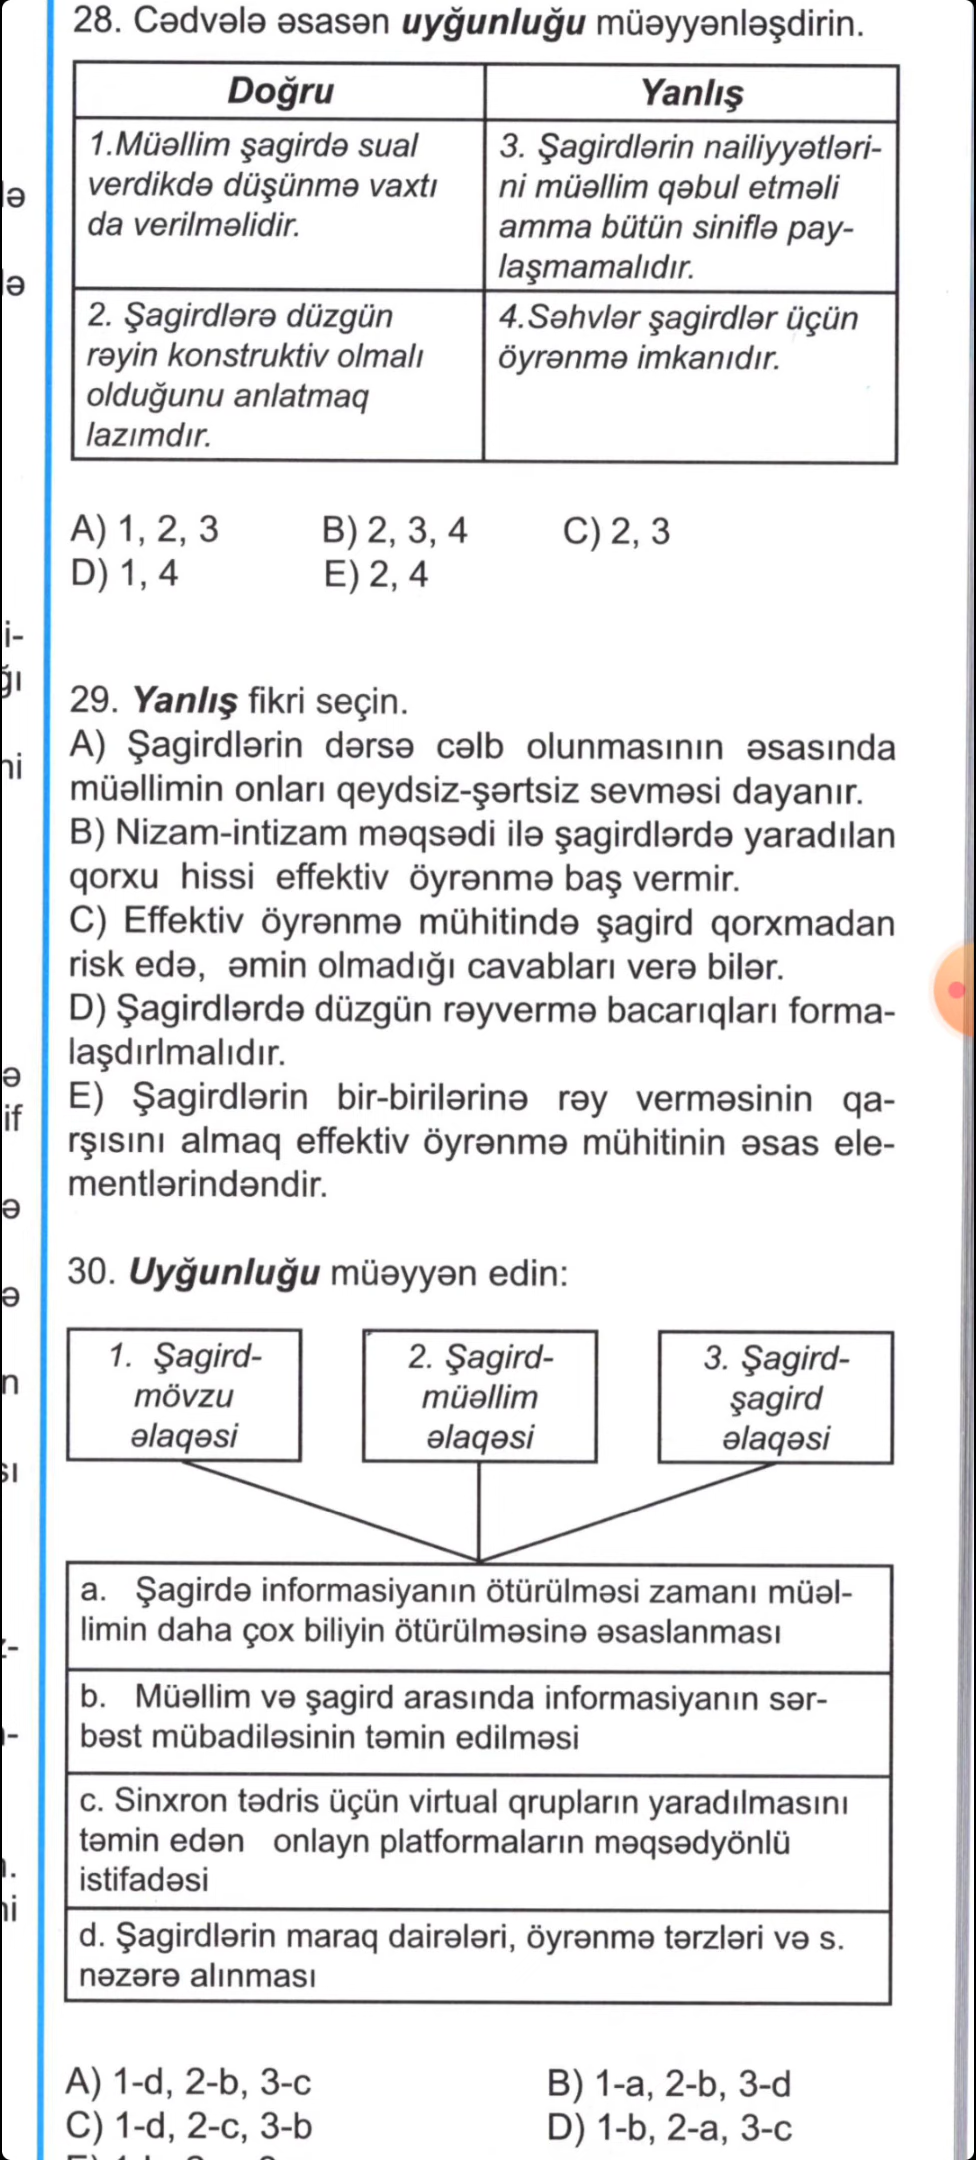 28. Cədvələ əsasən uyğunluğu müəyyənləşdirin.
Doğru
Yanlış
1.Müəllim şagirdə sual
verdikdə düşünmə vaxtı
da verilməlidir.
3. Şagirdlərin nailiyyətləri-
ni müəllim qəbul etməli
amma bütün siniflə pay-
laşmamalıdır.
2. Şagirdlərə düzgün
rəyin konstruktiv olmalı
olduğunu anlatmaq
lazımdır.
4.Səhvlər şagirdlər üçün
öyrənmə imkanıdır.
A) 1, 2, 3 B) 2, 3, 4 C) 2, 3
D) 1, 4 E) 2, 4
29. Yanlış fikri seçin.
A) Şagirdlərin dərsə cəlb olunmasının əsasında
müəllimin onları qeydsiz-şərtsiz sevməsi dayanır.
B) Nizam-intizam məqsədi ilə şagirdlərdə yaradılan
qorxu hissi effektiv öyrənmə baş vermir.
C) Effektiv öyrənmə mühitində şagird qorxmadan
risk edə, əmin olmadığı cavabları verə bilər.
D) Şagirdlərdə düzgün rəyvermə bacarıqları forma-
laşdırlmalıdır.
E) Şagirdlərin bir-birilərinə rəy verməsinin qa-
rşısını almaq effektiv öyrənmə mühitinin əsas ele-
mentlərindəndir.
30. Uyğunluğu müəyyən edin:
1. Şagird-
mövzu
əlaqəsi
2. Şagird-
müəllim
əlaqəsi
3. Şagird-
şagird
əlaqəsi
a. Şagirdə informasiyanın ötürülməsi zamanı müəl-
limin daha çox biliyin ötürülməsinə əsaslanması
b. Müəllim və şagird arasında informasiyanın sər-
bəst mübadiləsinin təmin edilməsi
c. Sinxron tədris üçün virtual qrupların yaradılmasını
təmin edən onlayn platformaların məqsədyönlü
istifadəsi
d. Şagirdlərin maraq dairələri, öyrənmə tərzləri və s.
nəzərə alınması
A) 1-d, 2-b, 3-c B) 1-a, 2-b, 3-d
C) 1-d, 2-c, 3-b D) 1-b, 2-a, 3-c